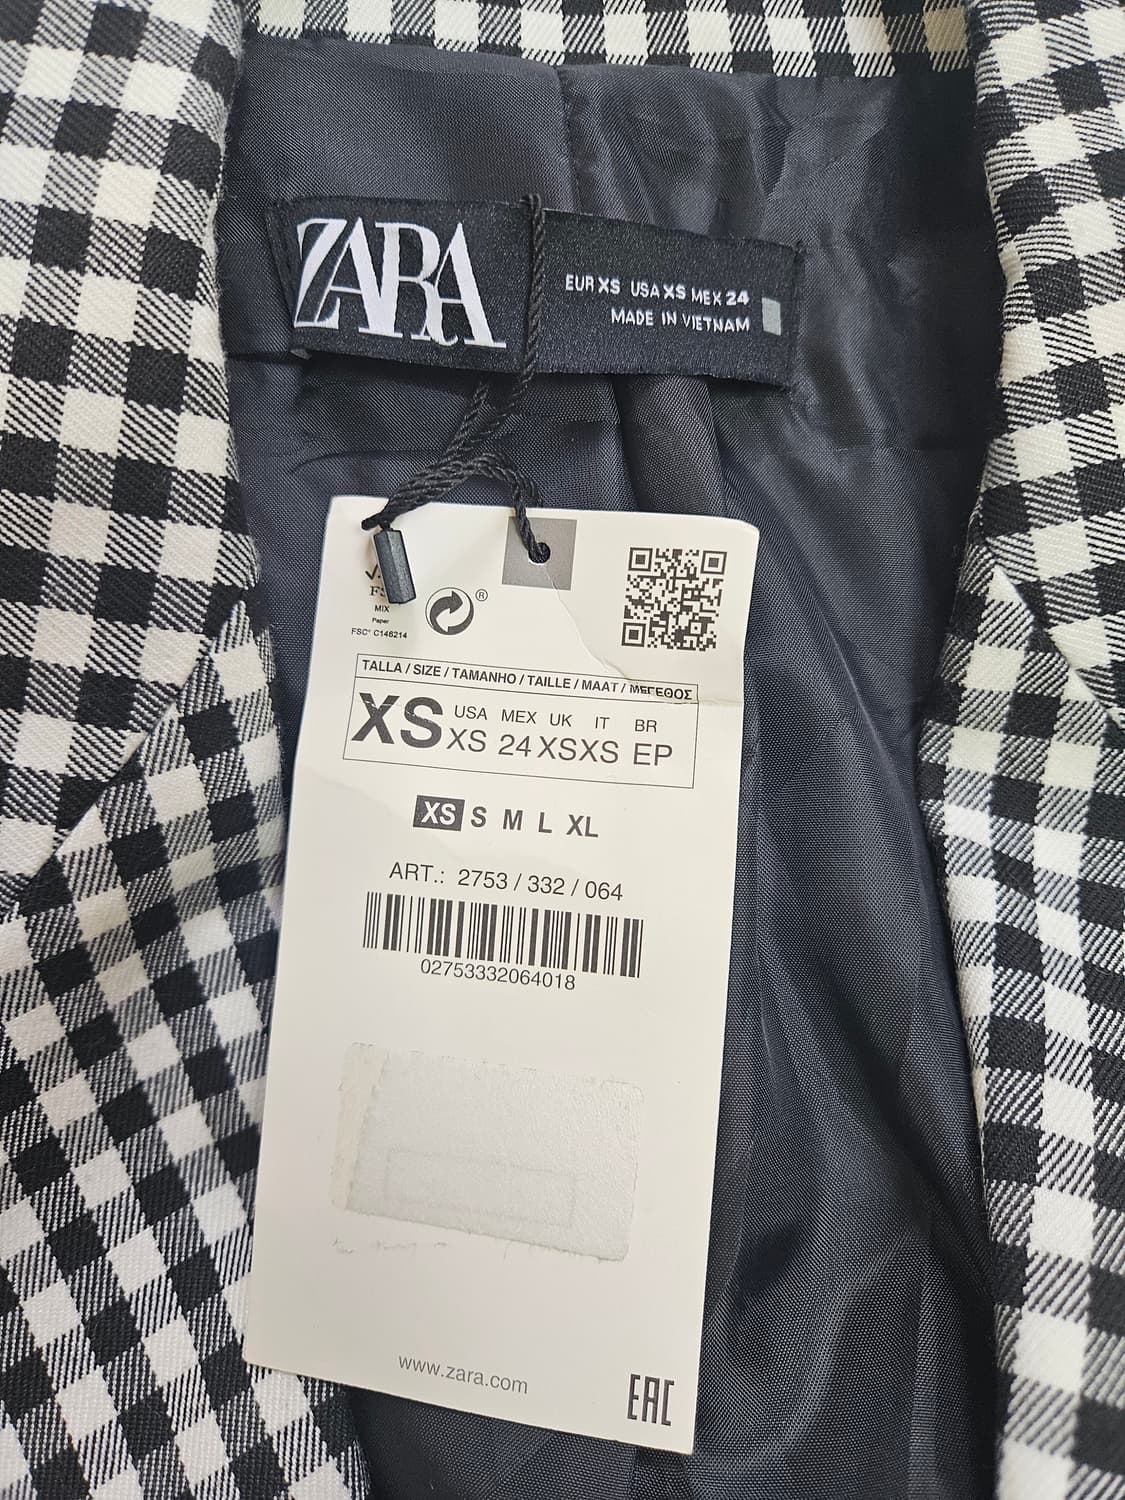 ZARA
EUR XS USA XS MEX 24
MADE IN VIETNAM
MIX
Paper
FSC® C146214
®
TALLA / SIZE / TAMANHO / TAILLE / MAAT / ΜΕΓΕΘΟΣ
XS
USA MEX UK IT BR
XS 24 XS XS EP
XS S M L XL
ART.: 2753 / 332 / 064
02753332064018
www.zara.com
EAC